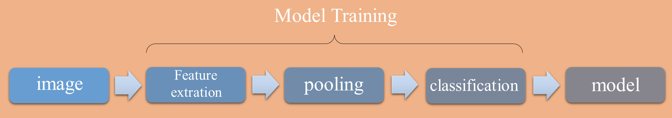 Model Training
image
Feature
extration
pooling
classification
model